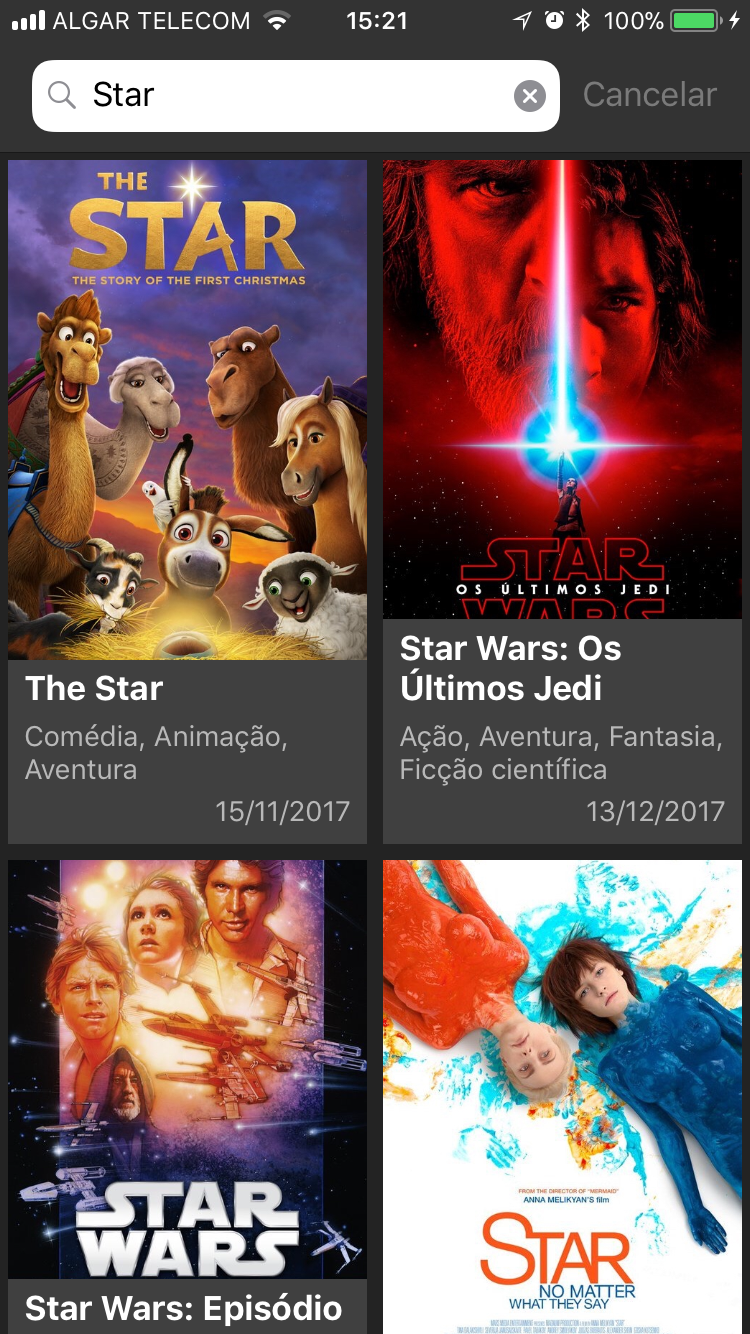 ALGAR TELECOM 15:21 100%
Star Cancelar
THE
STAR
THE STORY OF THE FIRST CHRISTMAS
The Star
Comédia, Animação,
Aventura
15/11/2017
STAR
OS ÚLTIMOS JEDI
WARS
Star Wars: Os
Últimos Jedi
Ação, Aventura, Fantasia,
Ficção científica
13/12/2017
STAR
WARS
Star Wars: Episódio
FROM THE DIRECTOR OF "MERMAID"
ANNA MELIKYAN'S film
STAR
NO MATTER
WHAT THEY SAY